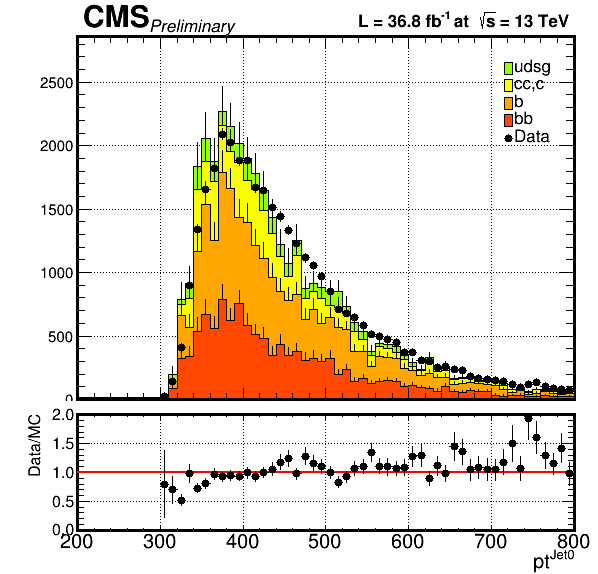 CMS Preliminary
L = 36.8 fb⁻¹ at √s = 13 TeV
2500
2000
1500
1000
500
0
udsg
cc,c
b
bb
Data
Data/MC
2.0
1.5
1.0
0.5
0.0
200 300 400 500 600 700 800
pt^Jet0